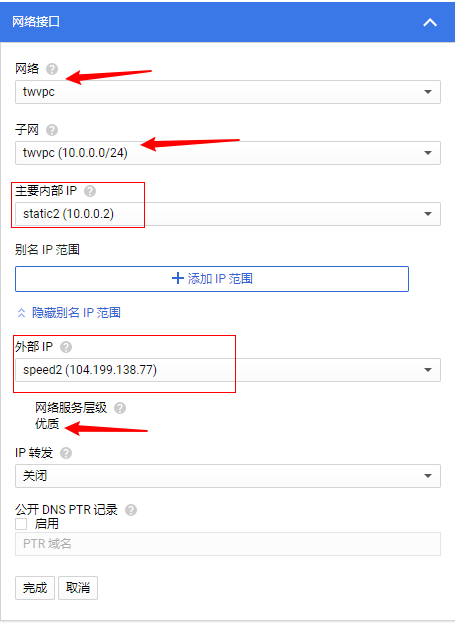 网络接口
网络
twvpc
子网
twvpc (10.0.0.0/24)
主要内部 IP
static2 (10.0.0.2)
别名 IP 范围
添加 IP 范围
隐藏别名 IP 范围
外部 IP
speed2 (104.199.138.77)
网络服务层级
优质
IP 转发
关闭
公开 DNS PTR 记录
启用
PTR 域名
完成 取消